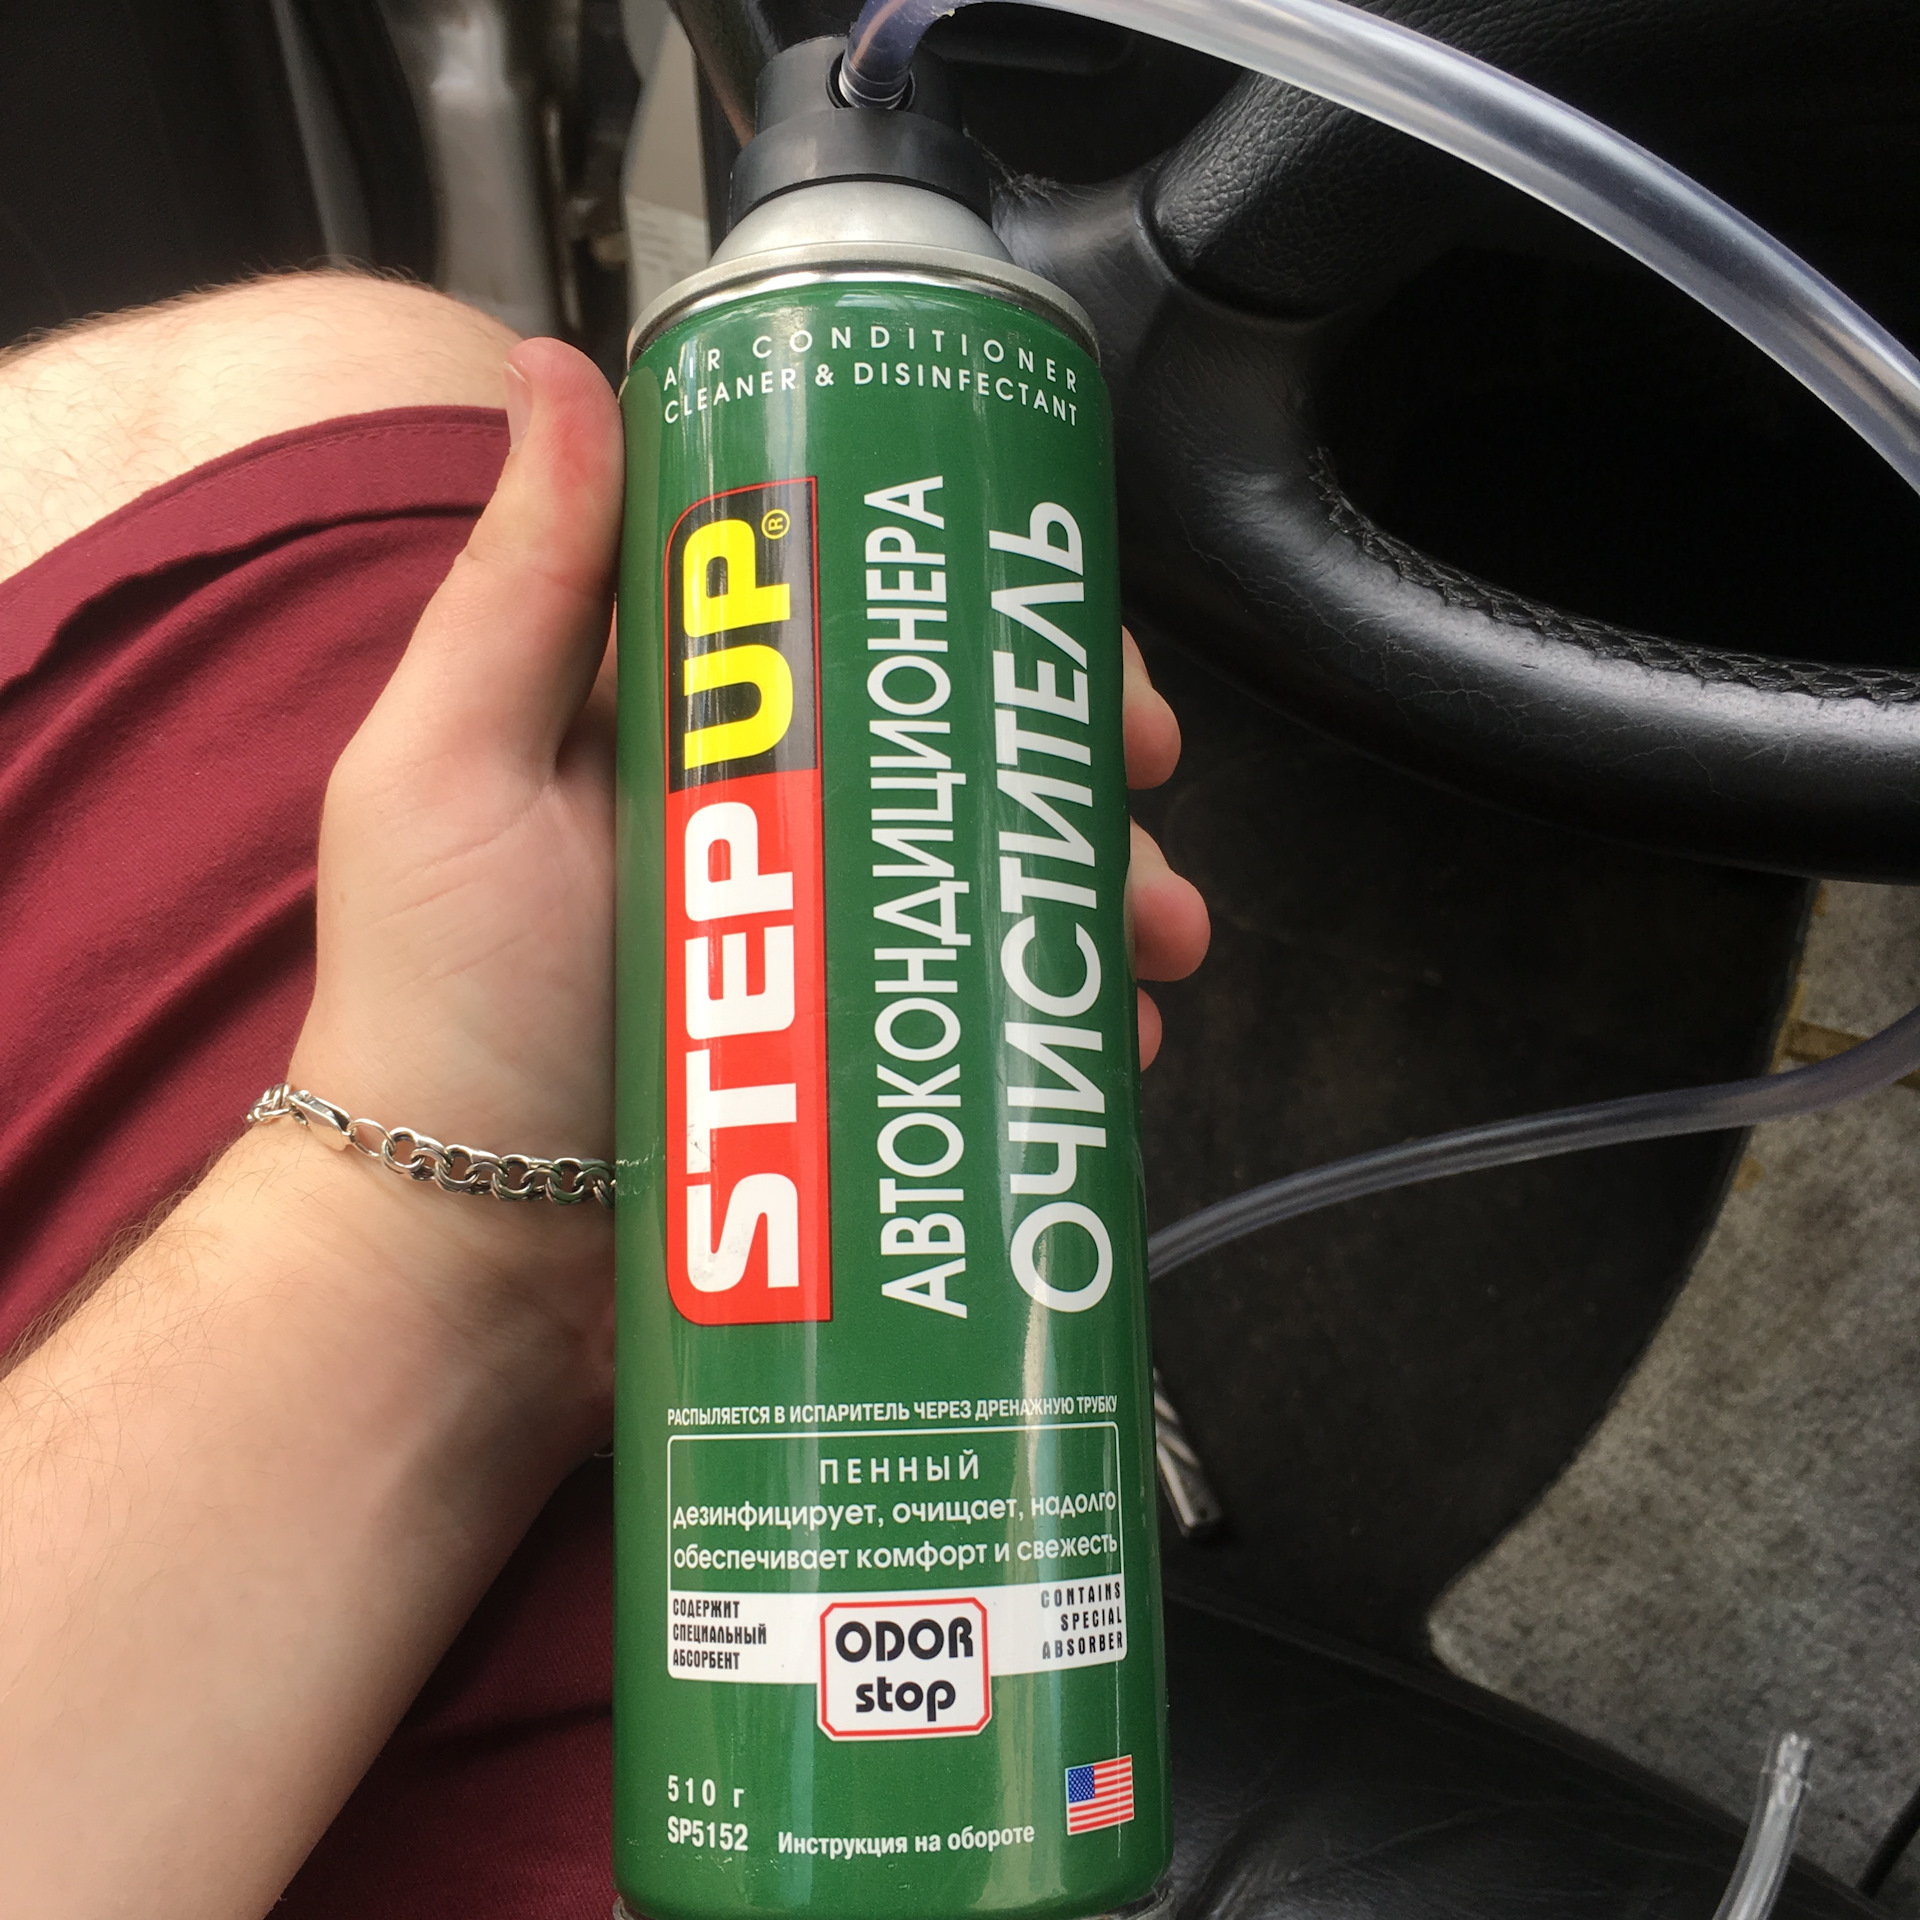 AIR CONDITIONER
CLEANER & DISINFECTANT
STEP UP®
АВТОКОНДИЦИОНЕРА
ОЧИСТИТЕЛЬ
РАСПЫЛЯЕТСЯ В ИСПАРИТЕЛЬ ЧЕРЕЗ ДРЕНАЖНУЮ ТРУБКУ
ПЕННЫЙ
дезинфицирует, очищает, надолго
обеспечивает комфорт и свежесть
СОДЕРЖИТ
СПЕЦИАЛЬНЫЙ
АБСОРБЕНТ
ODOR
stop
CONTAINS
SPECIAL
ABSORBER
510 г
SP5152
Инструкция на обороте